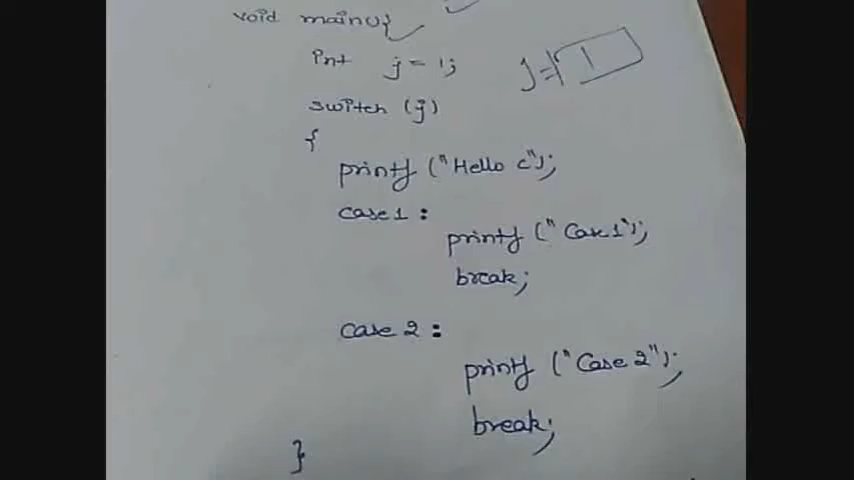 void main(){
int j = 1;
j = 1
switch (j)
{
printf ("Hello c");
case 1 :
printf ("Case 1");
break;
case 2 :
printf ("Case 2");
break;
}